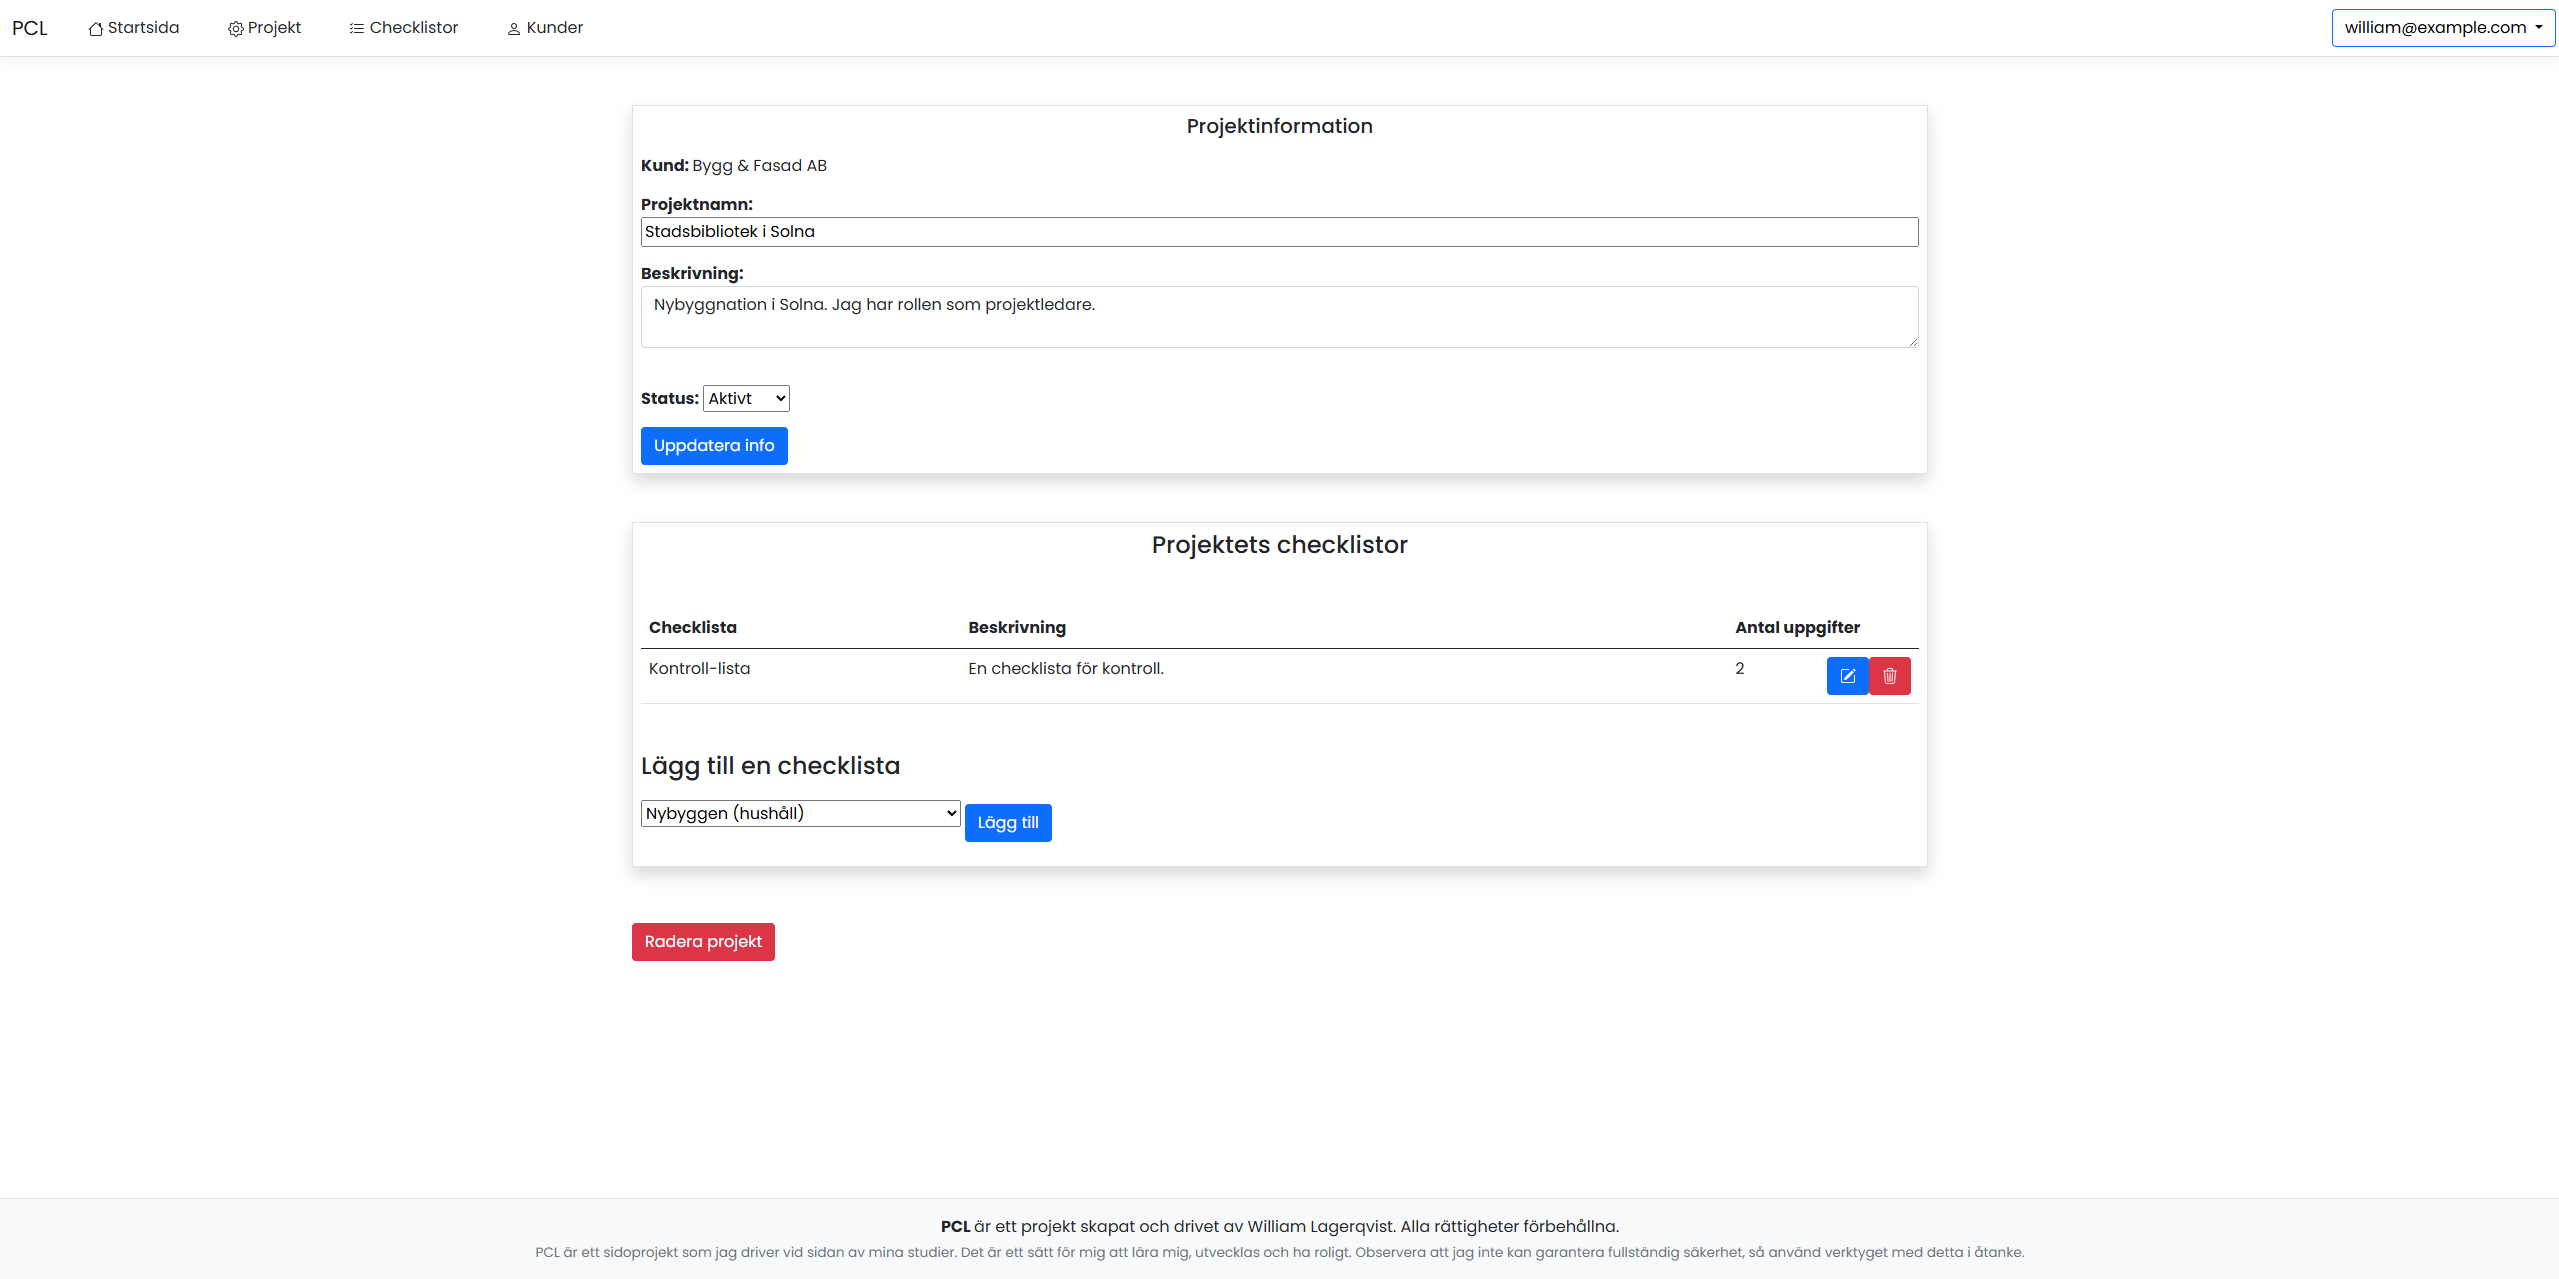 PCL Startsida Projekt Checklistor Kunder william@example.com
Projektinformation
Kund: Bygg & Fasad AB
Projektnamn:
Stadsbibliotek i Solna
Beskrivning:
Nybyggnation i Solna. Jag har rollen som projektledare.
Status: Aktivt
Uppdatera info
Projektets checklistor
Checklista Beskrivning Antal uppgifter
Kontroll-lista En checklista för kontroll. 2
Lägg till en checklista
Nybyggen (hushåll) Lägg till
Radera projekt
PCL är ett projekt skapat och drivet av William Lagerqvist. Alla rättigheter förbehållna.
PCL är ett sidoprojekt som jag driver vid sidan av mina studier. Det är ett sätt för mig att lära mig, utvecklas och ha roligt. Observera att jag inte kan garantera fullständig säkerhet, så använd verktyget med detta i åtanke.